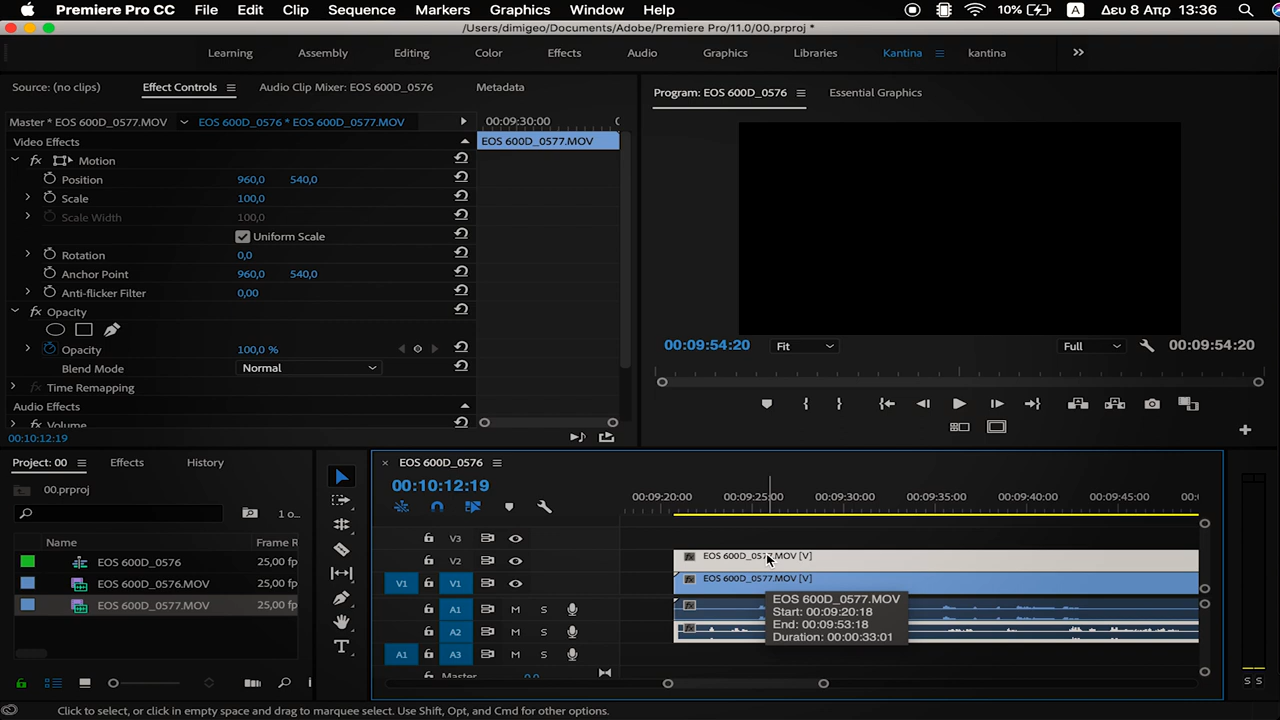 Premiere Pro CC File Edit Clip Sequence Markers Graphics Window Help 10% A Δευ 8 Απρ 13:36
/Users/dimigeo/Documents/Adobe/Premiere Pro/11.0/00.prproj *
Learning Assembly Editing Color Effects Audio Graphics Libraries Kantina kantina
Source: (no clips) Effect Controls Audio Clip Mixer: EOS 600D_0576 Metadata
Program: EOS 600D_0576 Essential Graphics
Master * EOS 600D_0577.MOV EOS 600D_0576 * EOS 600D_0577.MOV 00:09:30:00
Video Effects EOS 600D_0577.MOV
fx Motion
Position 960,0 540,0
Scale 100,0
Scale Width 100,0
Uniform Scale
Rotation 0,0
Anchor Point 960,0 540,0
Anti-flicker Filter 0,00
fx Opacity
Opacity 100,0 %
Blend Mode Normal
fx Time Remapping
Audio Effects
fx Volume
00:10:12:19
00:09:54:20 Fit Full 00:09:54:20
Project: 00 Effects History
00.prproj
1 o...
Name Frame R
EOS 600D_0576 25,00 fp
EOS 600D_0576.MOV 25,00 fp
EOS 600D_0577.MOV 25,00 fp
EOS 600D_0576
00:10:12:19
00:09:20:00 00:09:25:00 00:09:30:00 00:09:35:00 00:09:40:00 00:09:45:00 00:0
V3
V2 fx EOS 600D_0577.MOV [V]
V1 V1 fx EOS 600D_0577.MOV [V]
A1 M S
A2 M S
A1 A3 M S
Master 0,0
EOS 600D_0577.MOV
Start: 00:09:20:18
End: 00:09:53:18
Duration: 00:00:33:01
S S
Click to select, or click in empty space and drag to marquee select. Use Shift, Opt, and Cmd for other options.